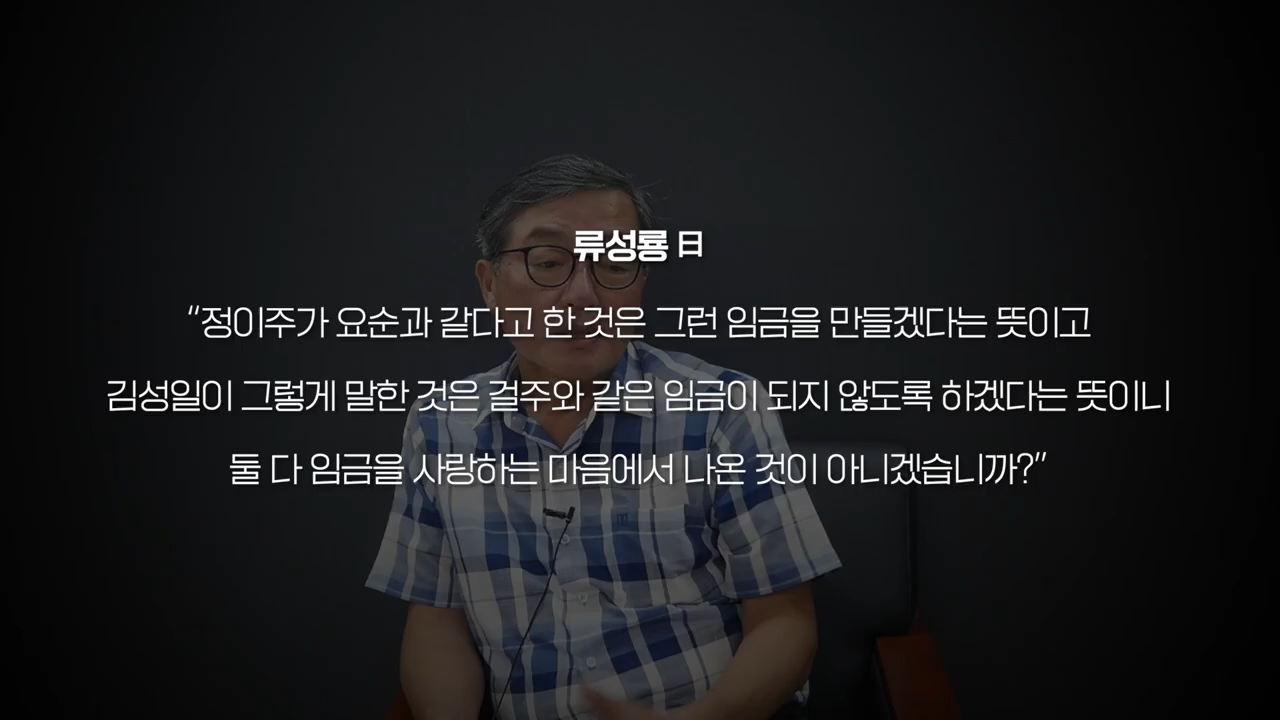 류성룡 日
“정이주가 요순과 같다고 한 것은 그런 임금을 만들겠다는 뜻이고
김성일이 그렇게 말한 것은 걸주와 같은 임금이 되지 않도록 하겠다는 뜻이니
둘 다 임금을 사랑하는 마음에서 나온 것이 아니겠습니까?”